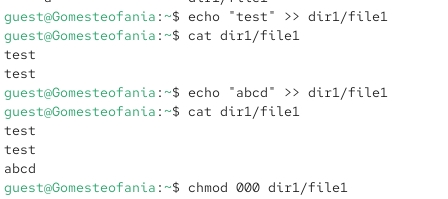 guest@Gomesteofania:~$ echo "test" >> dir1/file1
guest@Gomesteofania:~$ cat dir1/file1
test
test
guest@Gomesteofania:~$ echo "abcd" >> dir1/file1
guest@Gomesteofania:~$ cat dir1/file1
test
test
abcd
guest@Gomesteofania:~$ chmod 000 dir1/file1